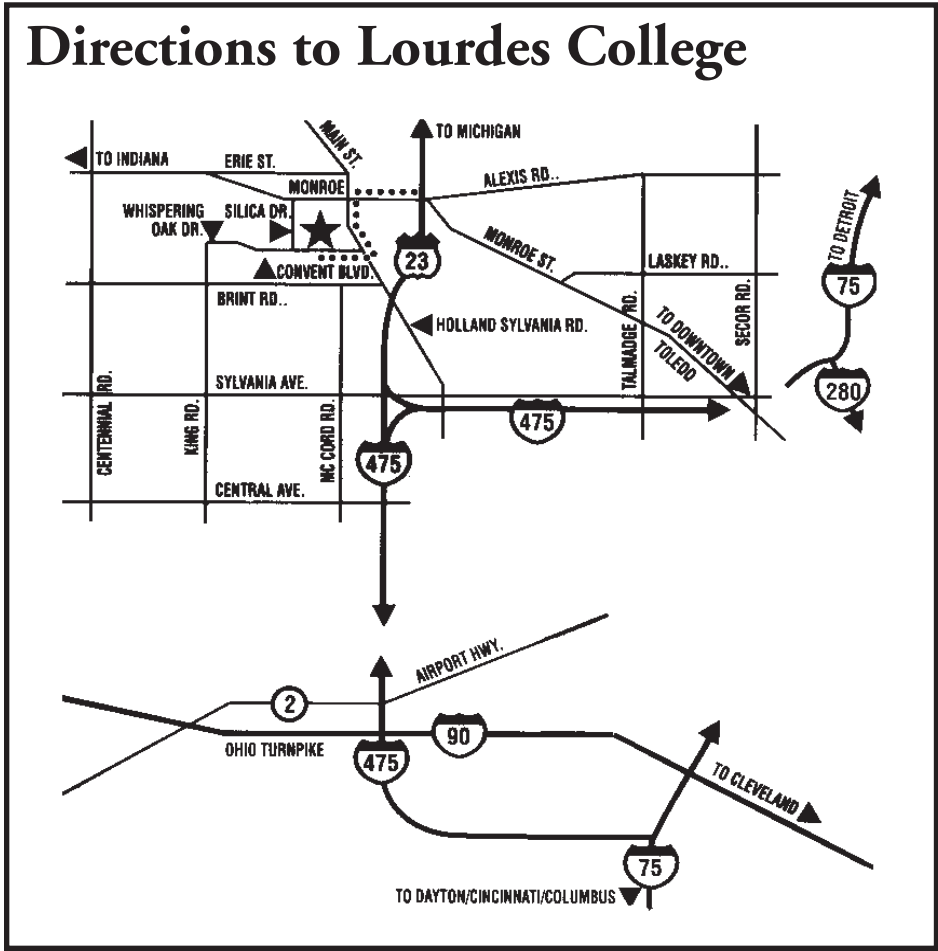 Directions to Lourdes College
MAIN ST.
TO MICHIGAN
TO INDIANA
ERIE ST.
MONROE
ALEXIS RD..
WHISPERING
OAK DR.
SILICA DR.
TO DETROIT
MONROE ST.
23
LASKEY RD..
CONVENT BLVD.
75
BRINT RD..
HOLLAND SYLVANIA RD.
TALMADGE RD.
SECOR RD.
TO DOWNTOWN
TOLEDO
SYLVANIA AVE.
280
CENTENNIAL RD.
KING RD.
MC CORD RD.
475
475
CENTRAL AVE.
AIRPORT HWY.
2
90
OHIO TURNPIKE
475
TO CLEVELAND
75
TO DAYTON/CINCINNATI/COLUMBUS